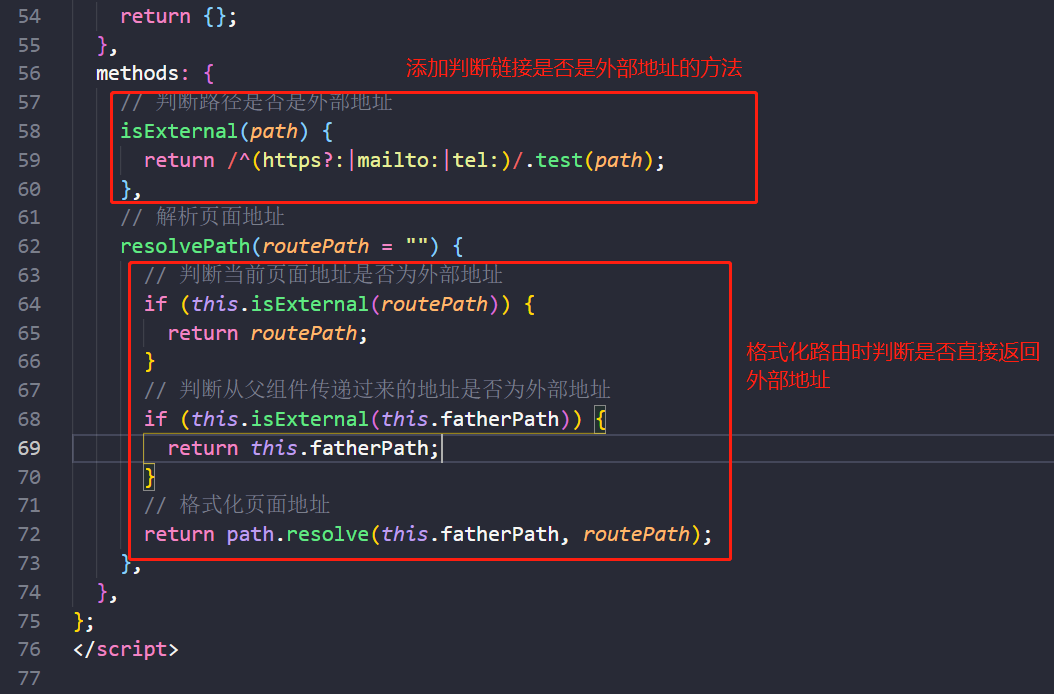 54 return {};
55 },
56 methods: {
添加判断链接是否是外部地址的方法
57 // 判断路径是否是外部地址
58 isExternal(path) {
59 return /^(https?:|mailto:|tel:)/.test(path);
60 },
61 // 解析页面地址
62 resolvePath(routePath = "") {
63 // 判断当前页面地址是否为外部地址
64 if (this.isExternal(routePath)) {
65 return routePath;
66 }
格式化路由时判断是否直接返回
外部地址
67 // 判断从父组件传递过来的地址是否为外部地址
68 if (this.isExternal(this.fatherPath)) {
69 return this.fatherPath;
70 }
71 // 格式化页面地址
72 return path.resolve(this.fatherPath, routePath);
73 },
74 },
75 };
76 </script>
77